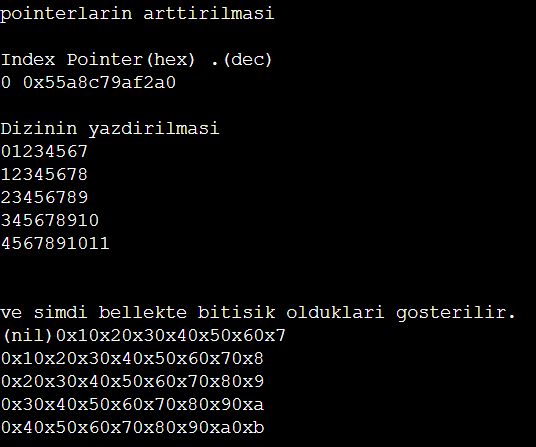 pointerlarin arttirilmasi
Index Pointer(hex) .(dec)
0 0x55a8c79af2a0
Dizinin yazdirilmasi
01234567
12345678
23456789
345678910
4567891011
ve simdi bellekte bitisik olduklari gosterilir.
(nil)0x10x20x30x40x50x60x7
0x10x20x30x40x50x60x70x8
0x20x30x40x50x60x70x80x9
0x30x40x50x60x70x80x90xa
0x40x50x60x70x80x90xa0xb